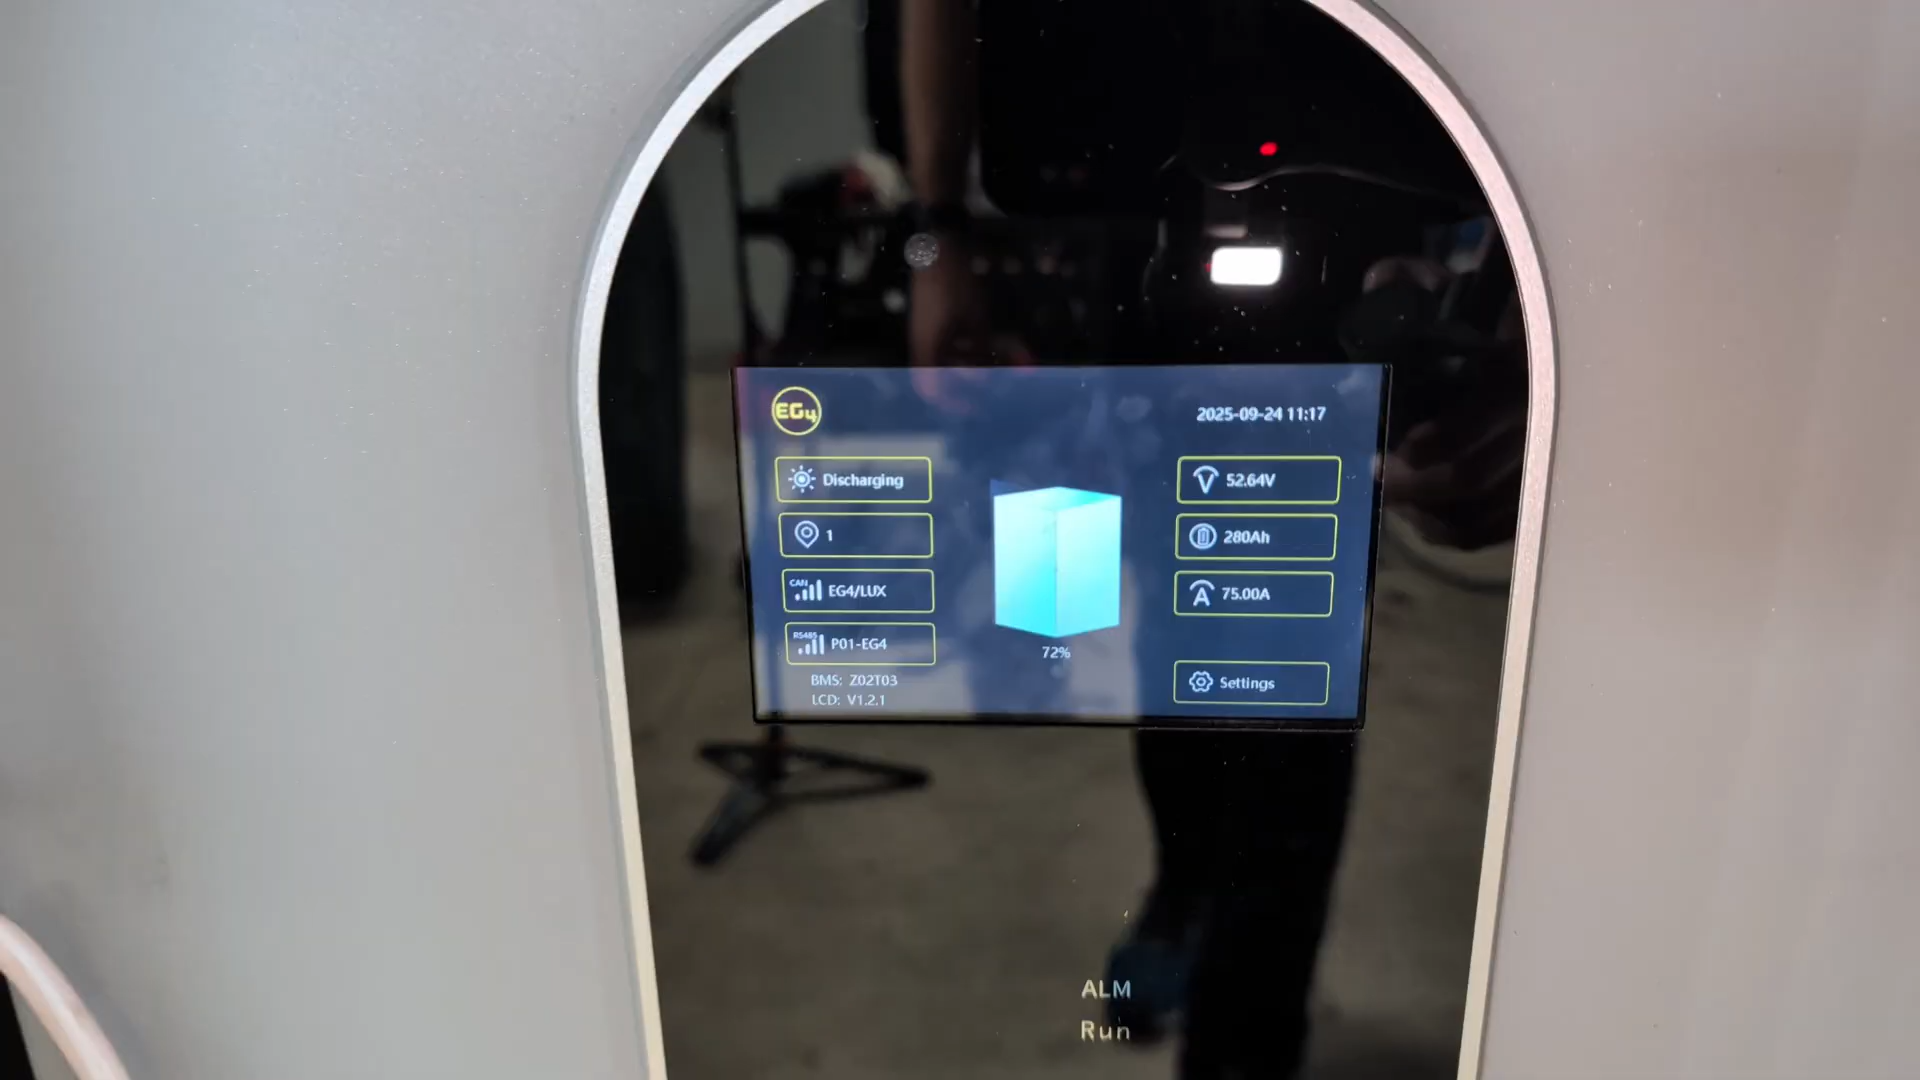 EG4
2025-09-24 11:17
Discharging
1
CAN
EG4/LUX
RS485
P01-EG4
BMS: Z02T03
LCD: V1.2.1
72%
V
52.64V
280Ah
A
75.00A
Settings
ALM
Run